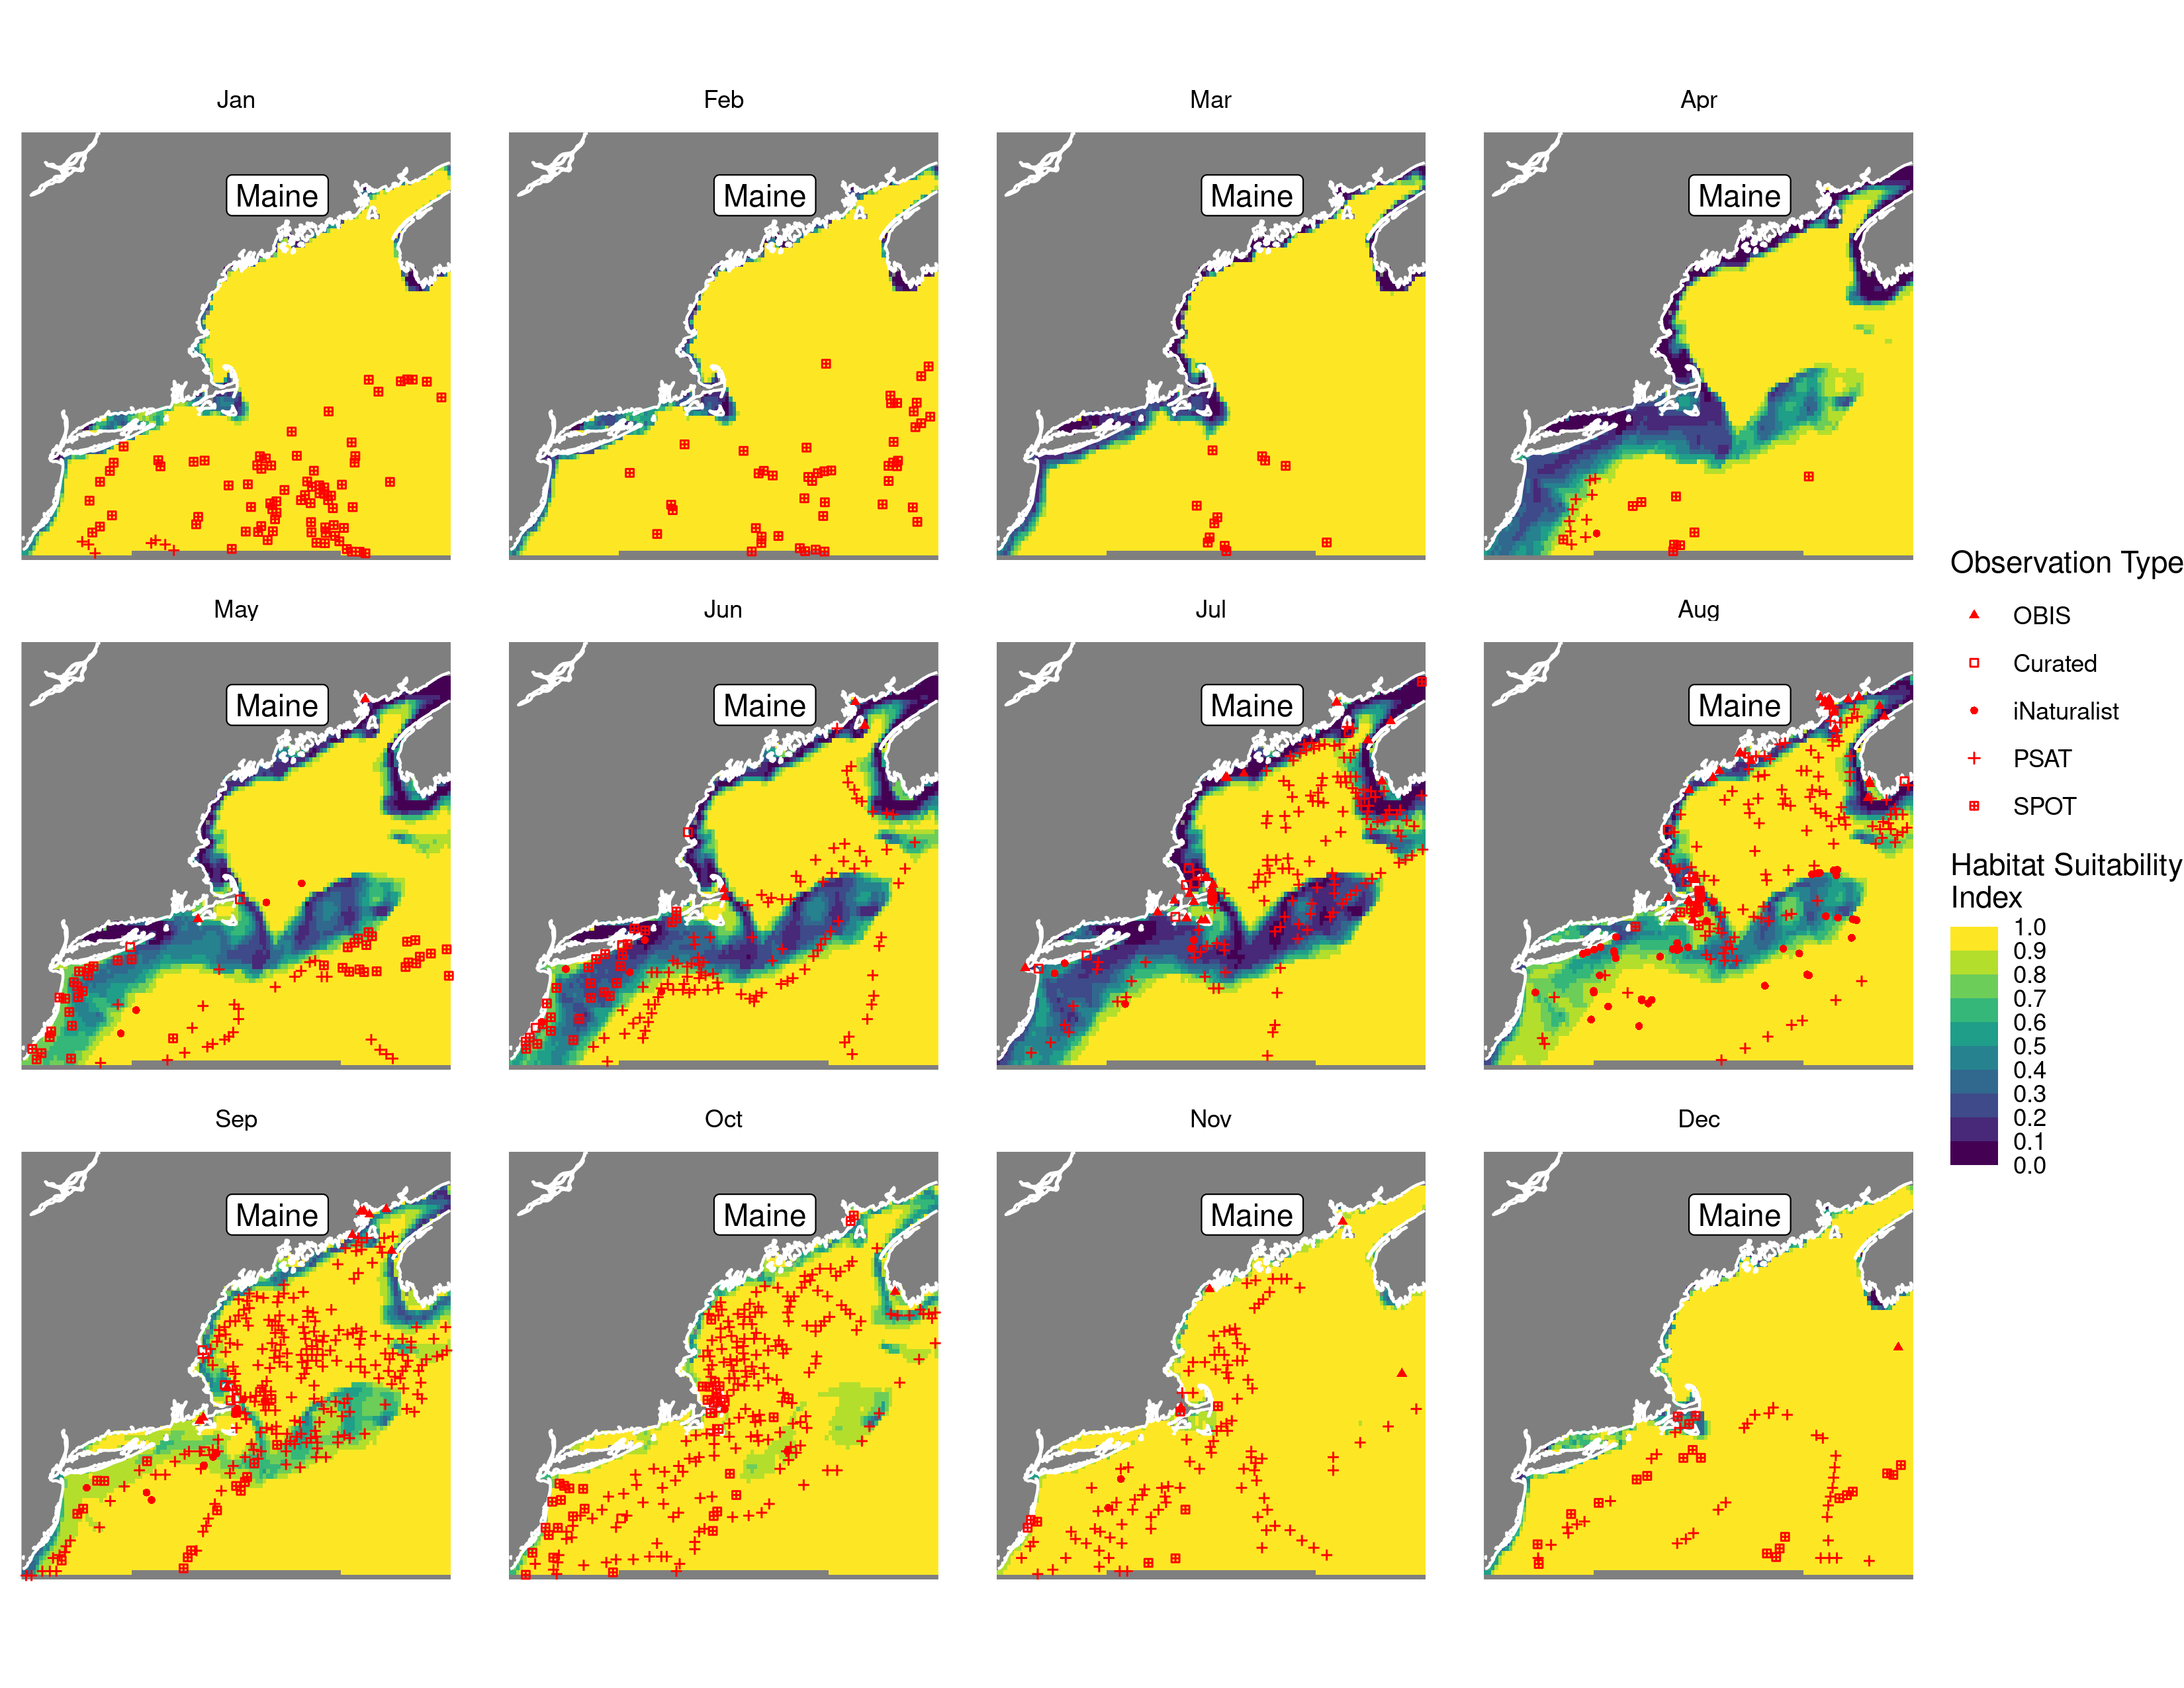 Jan
Feb
Mar
Apr
Maine
Maine
Maine
Maine
May
Jun
Jul
Aug
Maine
Maine
Maine
Maine
Sep
Oct
Nov
Dec
Maine
Maine
Maine
Maine
Observation Type
OBIS
Curated
iNaturalist
PSAT
SPOT
Habitat Suitability
Index
1.0
0.9
0.8
0.7
0.6
0.5
0.4
0.3
0.2
0.1
0.0